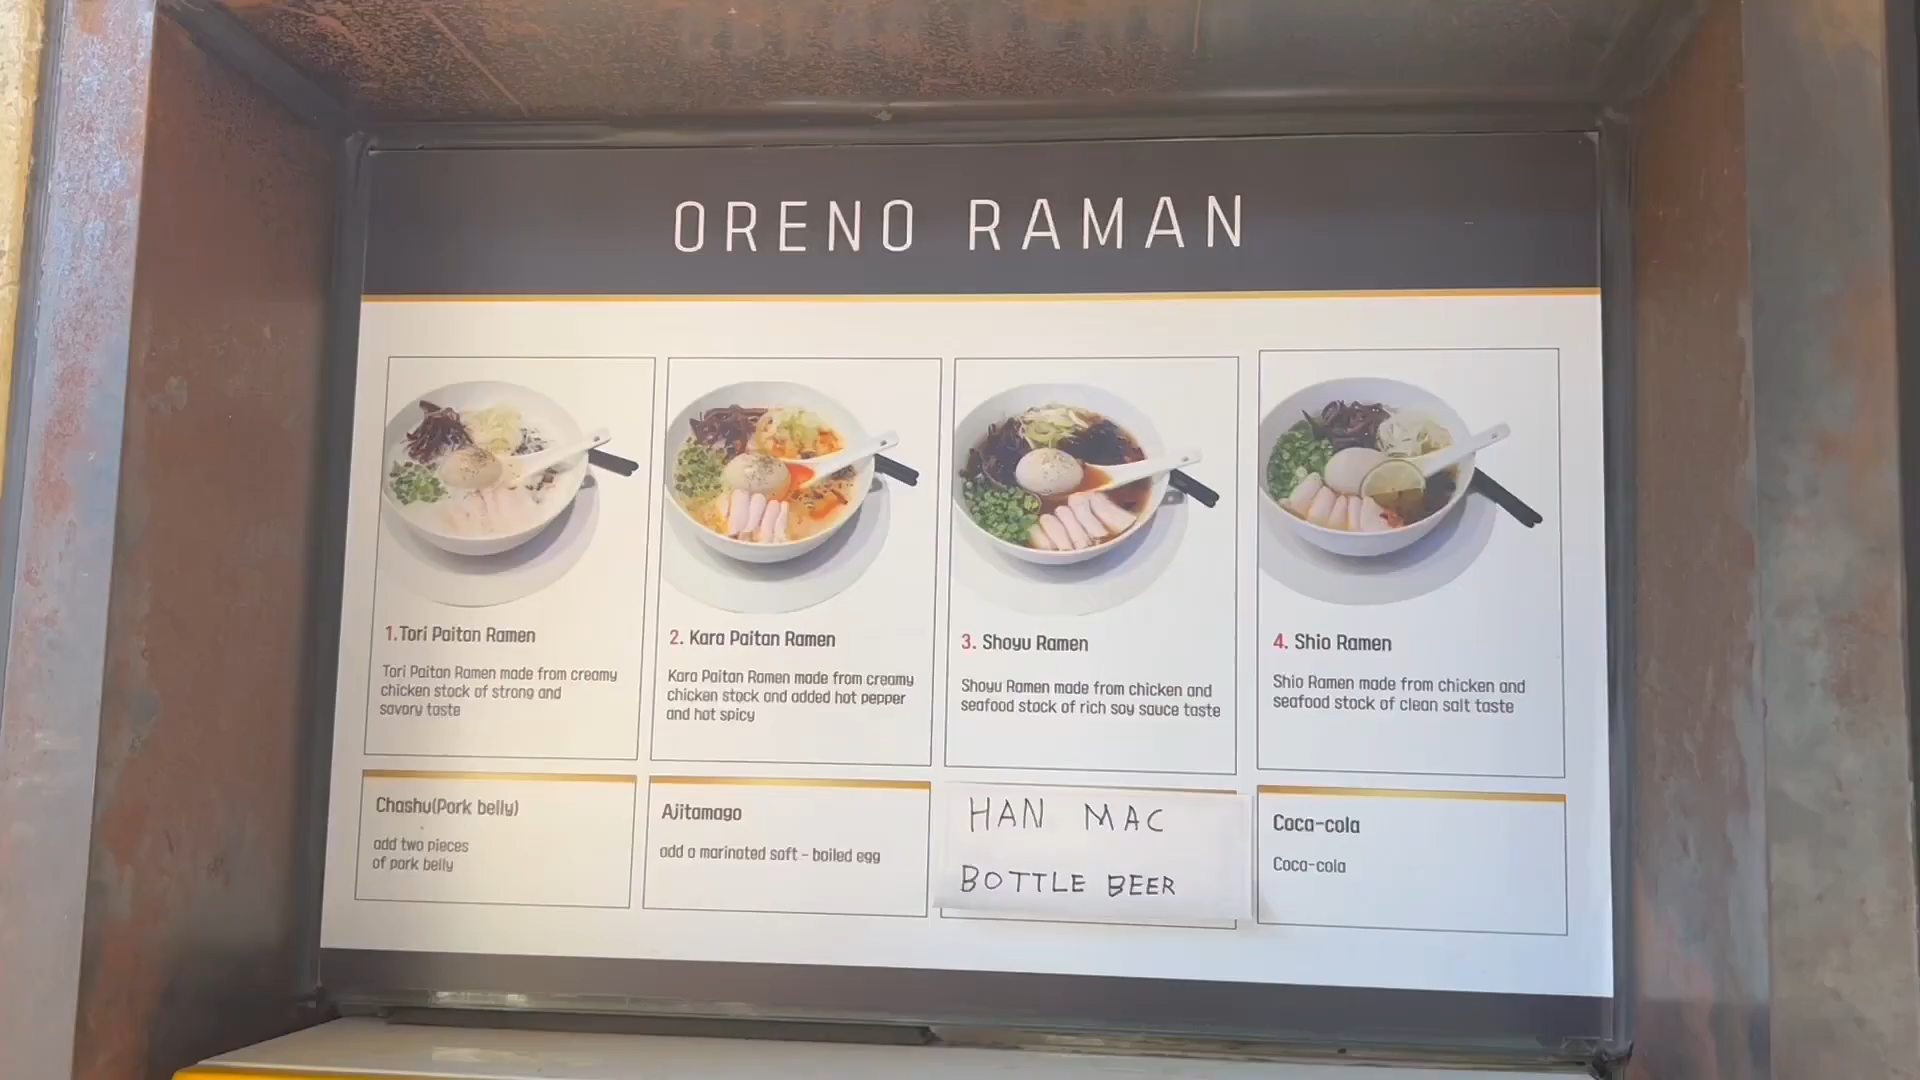 ORENO RAMAN
1.Tori Paitan Ramen
Tori Paitan Ramen made from creamy
chicken stock of strong and
savory taste
2. Kara Paitan Ramen
Kara Paitan Ramen made from creamy
chicken stock and added hot pepper
and hot spicy
3. Shoyu Ramen
Shoyu Ramen made from chicken and
seafood stock of rich soy sauce taste
4. Shio Ramen
Shio Ramen made from chicken and
seafood stock of clean salt taste
Chashu(Pork belly)
add two pieces
of pork belly
Ajitamago
add a marinated soft - boiled egg
HAN MAC
BOTTLE BEER
Coca-cola
Coca-cola